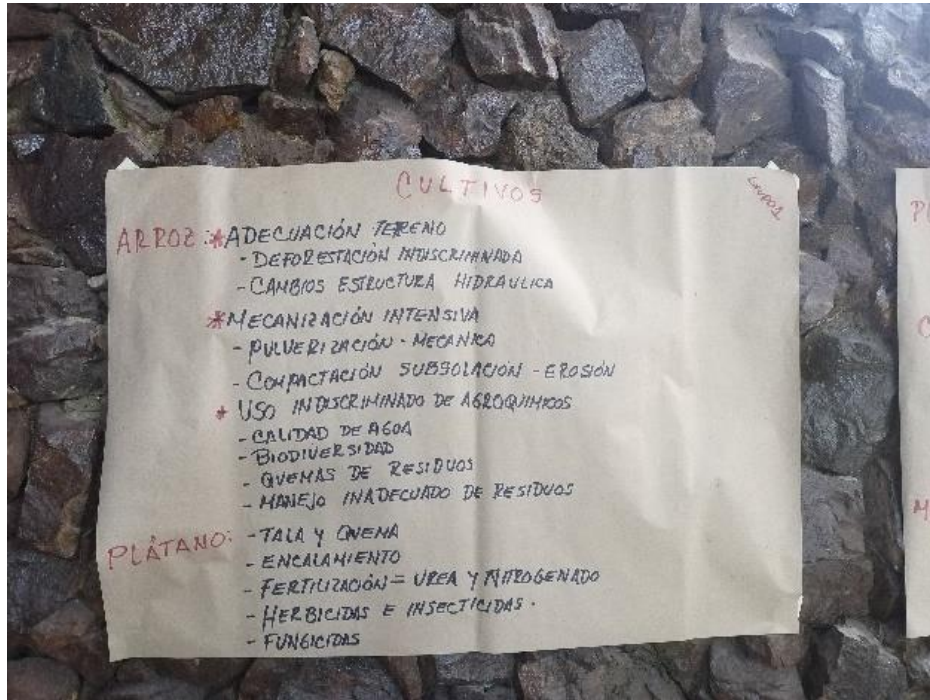 CULTIVOS
GRUPO 1
ARROZ: * ADECUACIÓN TERRENO
- DEFORESTACIÓN INDISCRIMINADA
- CAMBIOS ESTRUCTURA HIDRAULICA
* MECANIZACIÓN INTENSIVA
- PULVERIZACIÓN - MECANICA
- COMPACTACIÓN SUBSOLACIÓN - EROSIÓN
* USO INDISCRIMINADO DE AGROQUIMICOS
- CALIDAD DE AGUA
- BIODIVERSIDAD
- QUEMAS DE RESIDUOS
- MANEJO INADECUADO DE RESIDUOS
PLÁTANO: - TALA Y QUEMA
- ENCALAMIENTO
- FERTILIZACIÓN = UREA Y NITROGENADO
- HERBICIDAS E INSECTICIDAS.
- FUNGICIDAS